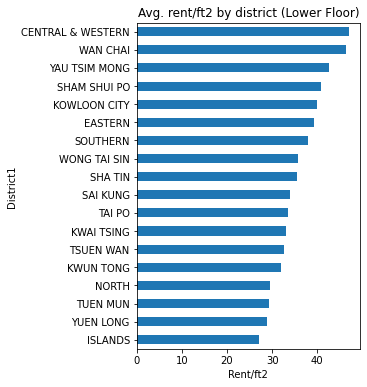 Avg. rent/ft2 by district (Lower Floor)
CENTRAL & WESTERN
WAN CHAI
YAU TSIM MONG
SHAM SHUI PO
KOWLOON CITY
EASTERN
SOUTHERN
WONG TAI SIN
SHA TIN
SAI KUNG
TAI PO
KWAI TSING
TSUEN WAN
KWUN TONG
NORTH
TUEN MUN
YUEN LONG
ISLANDS
District1
0 10 20 30 40
Rent/ft2